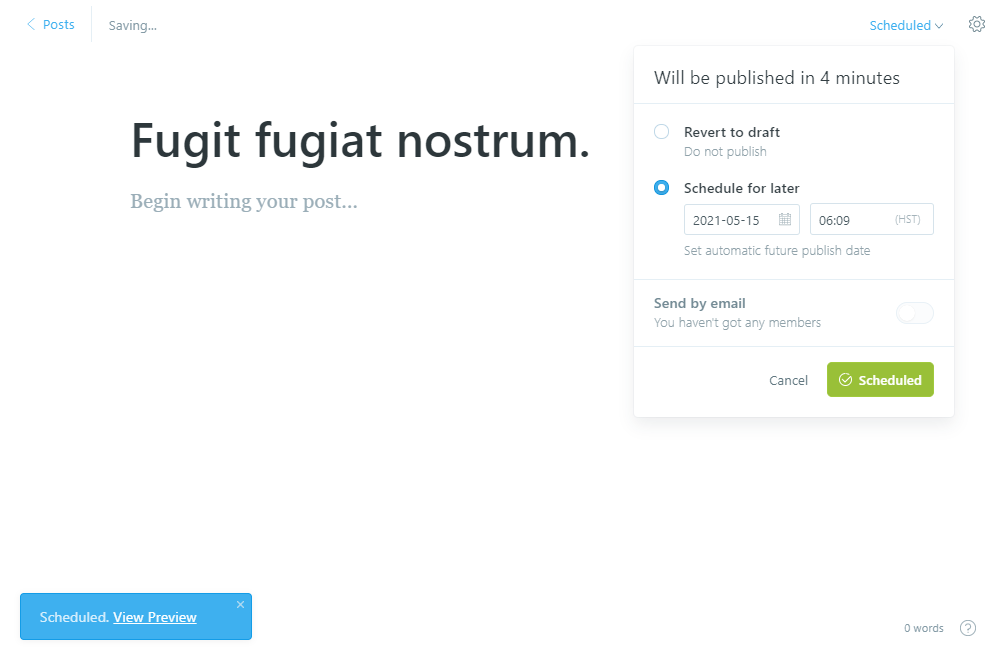 Posts
Saving...
Scheduled
Will be published in 4 minutes
Fugit fugiat nostrum.
Begin writing your post...
Revert to draft
Do not publish
Schedule for later
2021-05-15
06:09 (HST)
Set automatic future publish date
Send by email
You haven't got any members
Cancel
Scheduled
Scheduled. View Preview
×
0 words
?